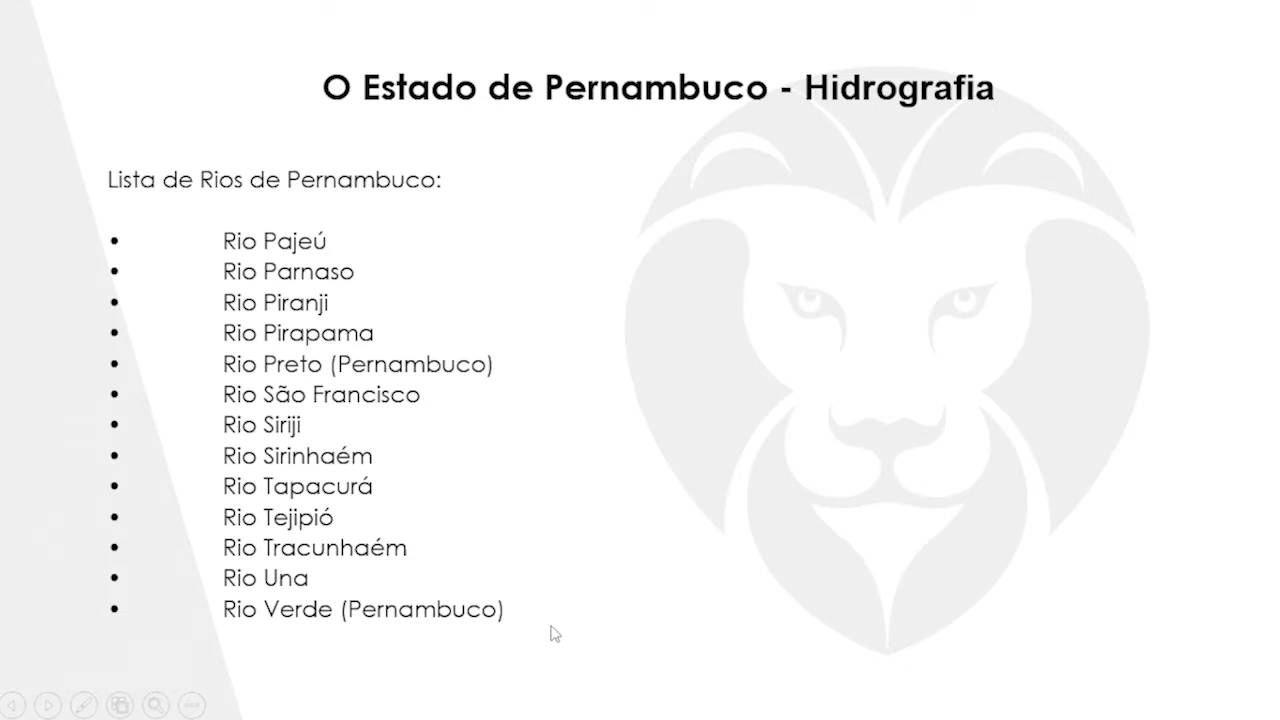 O Estado de Pernambuco - Hidrografia
Lista de Rios de Pernambuco:
• Rio Pajeú
• Rio Parnaso
• Rio Piranji
• Rio Pirapama
• Rio Preto (Pernambuco)
• Rio São Francisco
• Rio Siriji
• Rio Sirinhaém
• Rio Tapacurá
• Rio Tejipió
• Rio Tracunhaém
• Rio Una
• Rio Verde (Pernambuco)